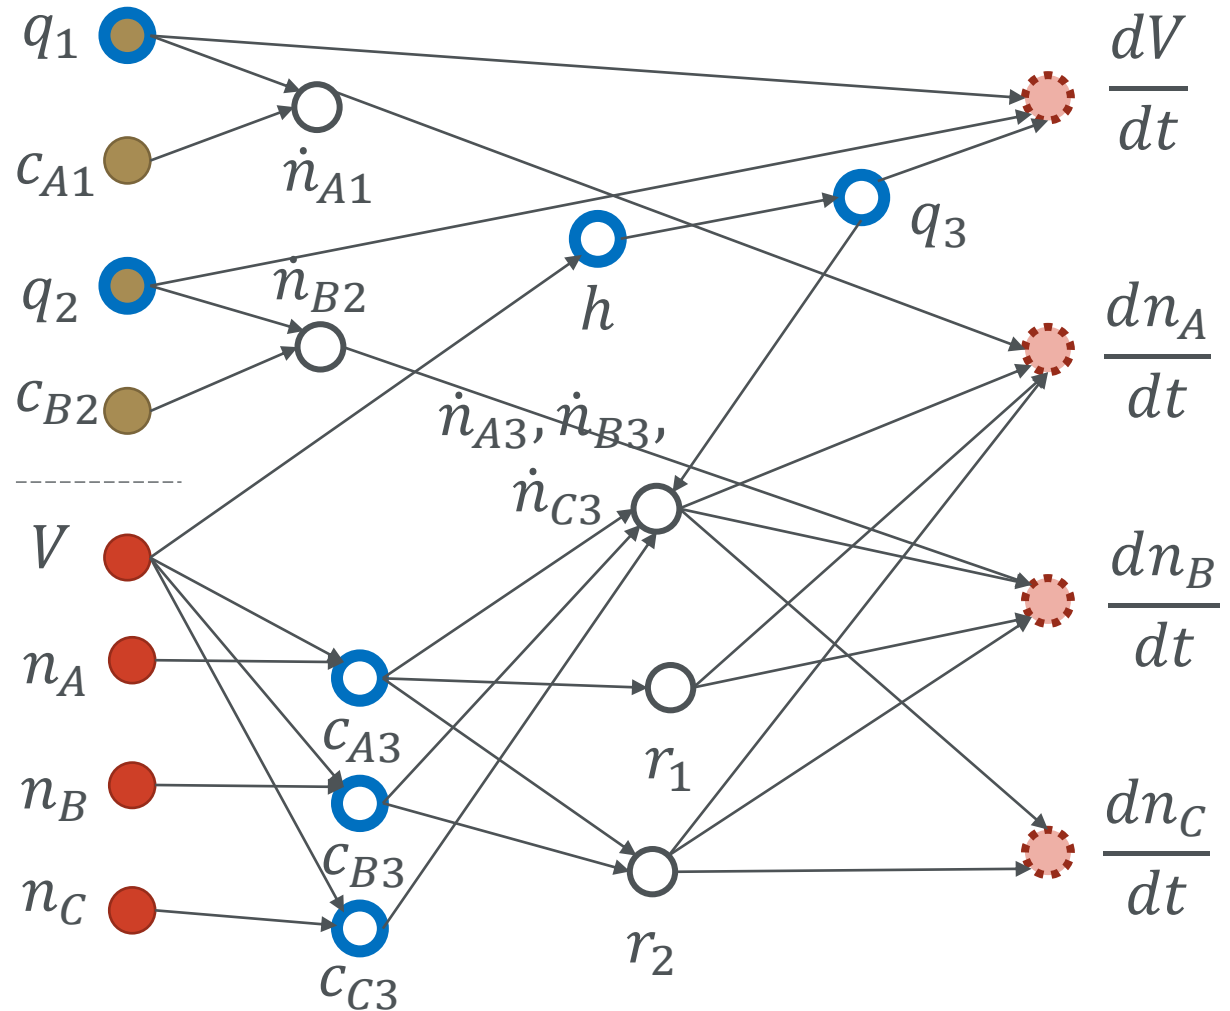 q1
cA1
ṅA1
q2
ṅB2
cB2
h
q3
ṅA3, ṅB3,
ṅC3
V
nA
nB
nC
cA3
cB3
cC3
r1
r2
dV
dt
dnA
dt
dnB
dt
dnC
dt